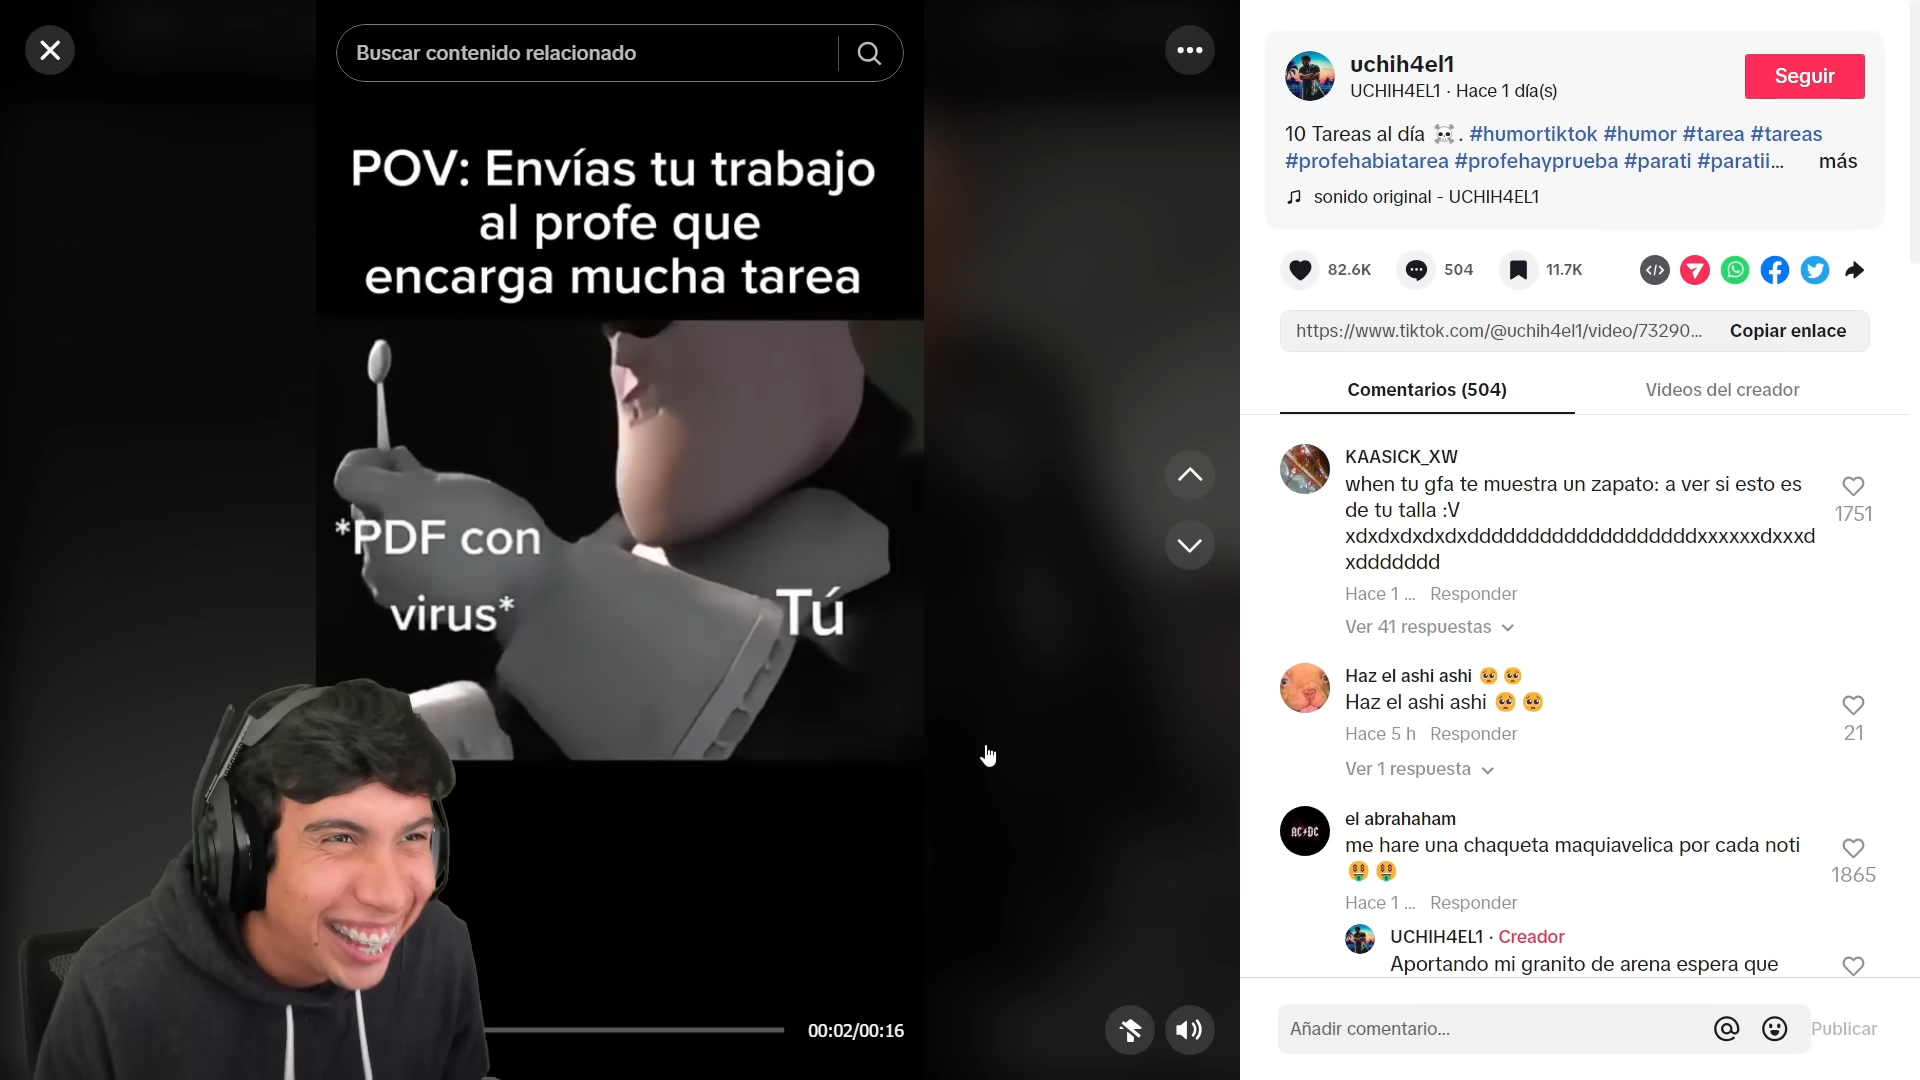 Buscar contenido relacionado
POV: Envías tu trabajo
al profe que
encarga mucha tarea
*PDF con
virus*
Tú
00:02/00:16
uchih4el1
UCHIH4EL1 · Hace 1 día(s)
Seguir
10 Tareas al día ☠️. #humortiktok #humor #tarea #tareas
#profehabiatarea #profehayprueba #parati #paratii... más
sonido original - UCHIH4EL1
82.6K
504
11.7K
https://www.tiktok.com/@uchih4el1/video/73290...
Copiar enlace
Comentarios (504)
Videos del creador
KAASICK_XW
when tu gfa te muestra un zapato: a ver si esto es
de tu talla :V
xdxdxdxdxdxdddddddddddddddddddxxxxxxdxxxd
xddddddd
1751
Hace 1 ... Responder
Ver 41 respuestas
Haz el ashi ashi 🥺 🥺
Haz el ashi ashi 🥺 🥺
21
Hace 5 h Responder
Ver 1 respuesta
AC⚡DC
el abrahaham
me hare una chaqueta maquiavelica por cada noti
🤑 🤑
1865
Hace 1 ... Responder
UCHIH4EL1 · Creador
Aportando mi granito de arena espera que
Añadir comentario...
Publicar